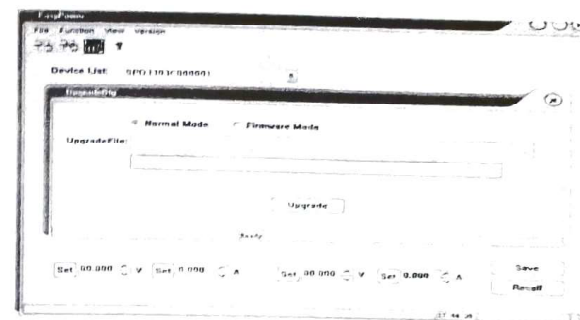 EasyPower
File Function View Version
?
Device List:
UpgradeDlg
Normal Mode Firmware Mode
UpgradeFile:
Upgrade
Ready
Set 00.000 V Set 0.000 A Set 00.000 V Set 0.000 A
Save
Recall